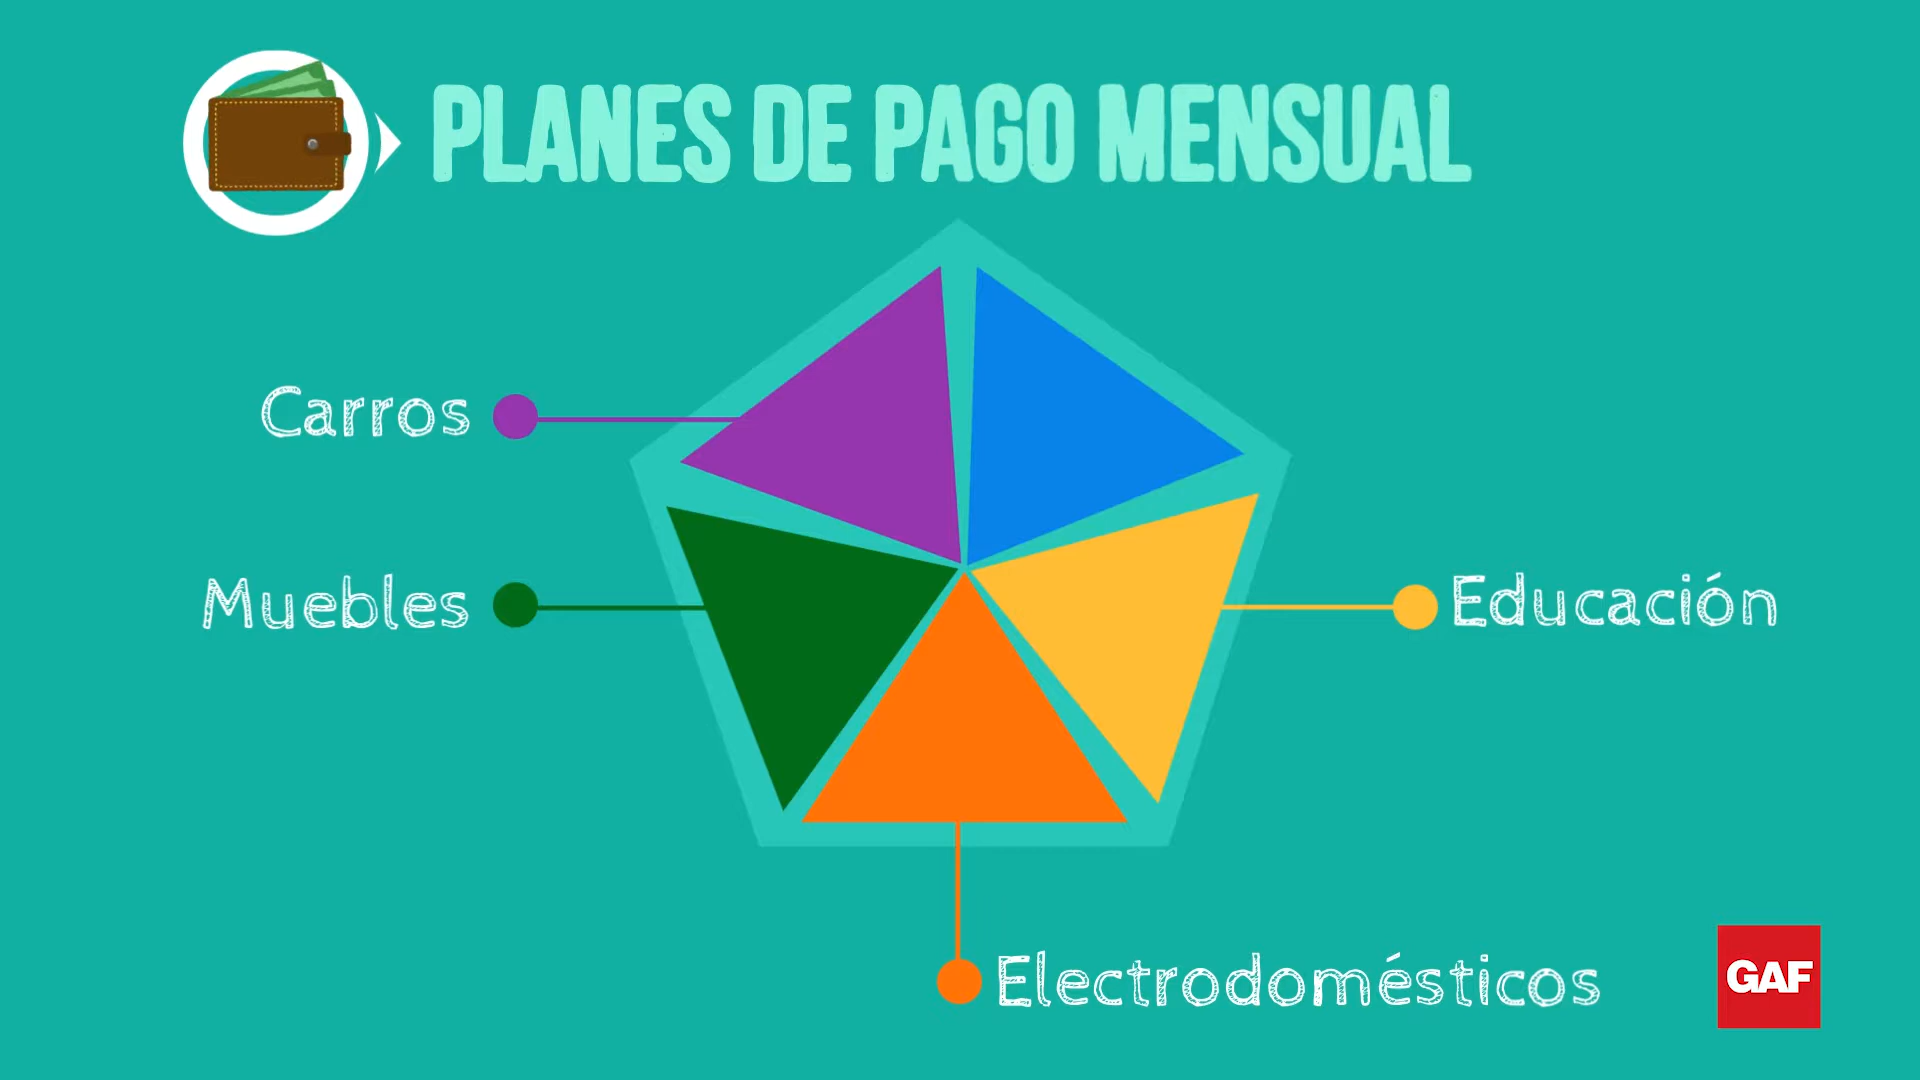 PLANES DE PAGO MENSUAL
Carros
Muebles
Educación
Electrodomésticos
GAF